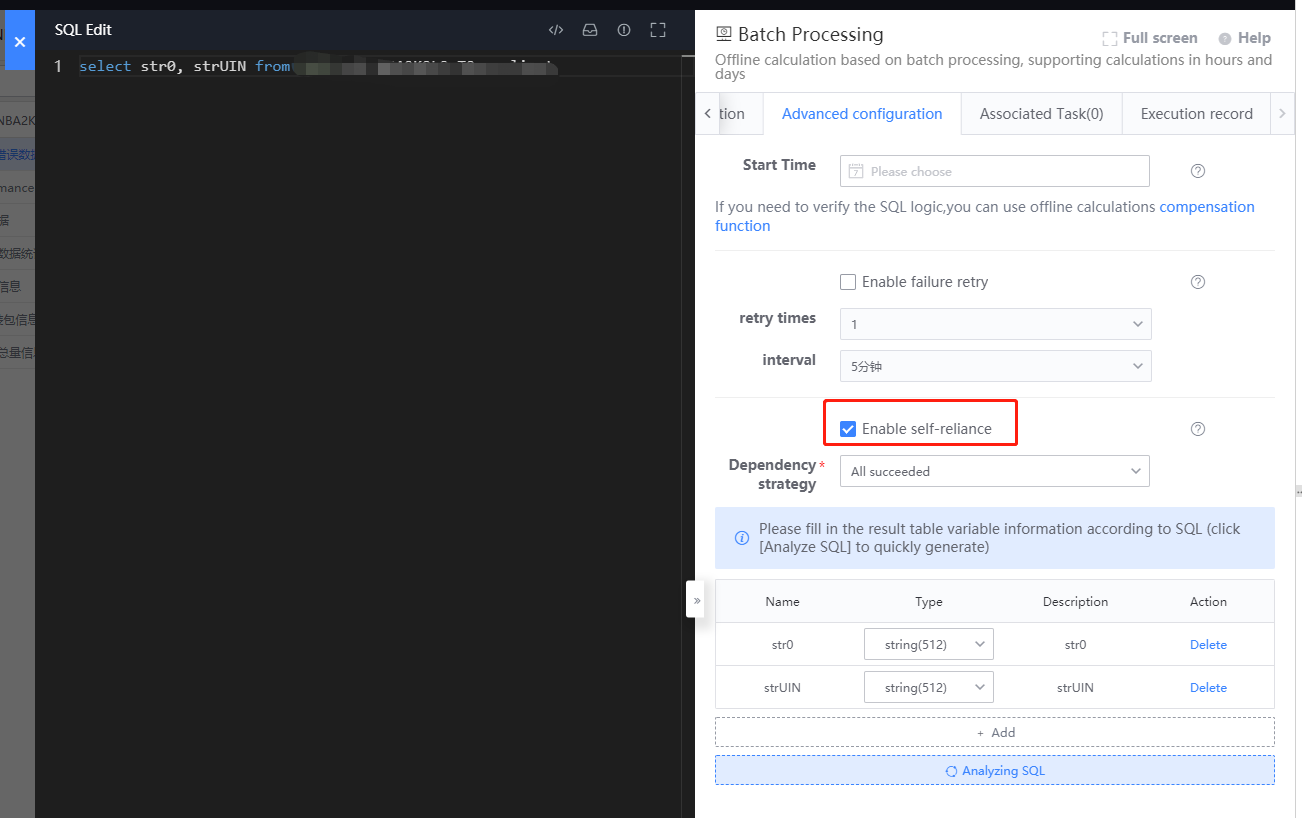 SQL Edit
1 select str0, strUIN from
NBA2K
错误数据
mance
据
数据统计
信息
总量信息
Batch Processing
Full screen
Help
Offline calculation based on batch processing, supporting calculations in hours and
days
tion
Advanced configuration
Associated Task(0)
Execution record
Start Time
Please choose
If you need to verify the SQL logic,you can use offline calculations compensation
function
Enable failure retry
retry times
1
interval
5分钟
Enable self-reliance
Dependency *
strategy
All succeeded
Please fill in the result table variable information according to SQL (click
[Analyze SQL] to quickly generate)
Name Type Description Action
str0 string(512) str0 Delete
strUIN string(512) strUIN Delete
+ Add
Analyzing SQL